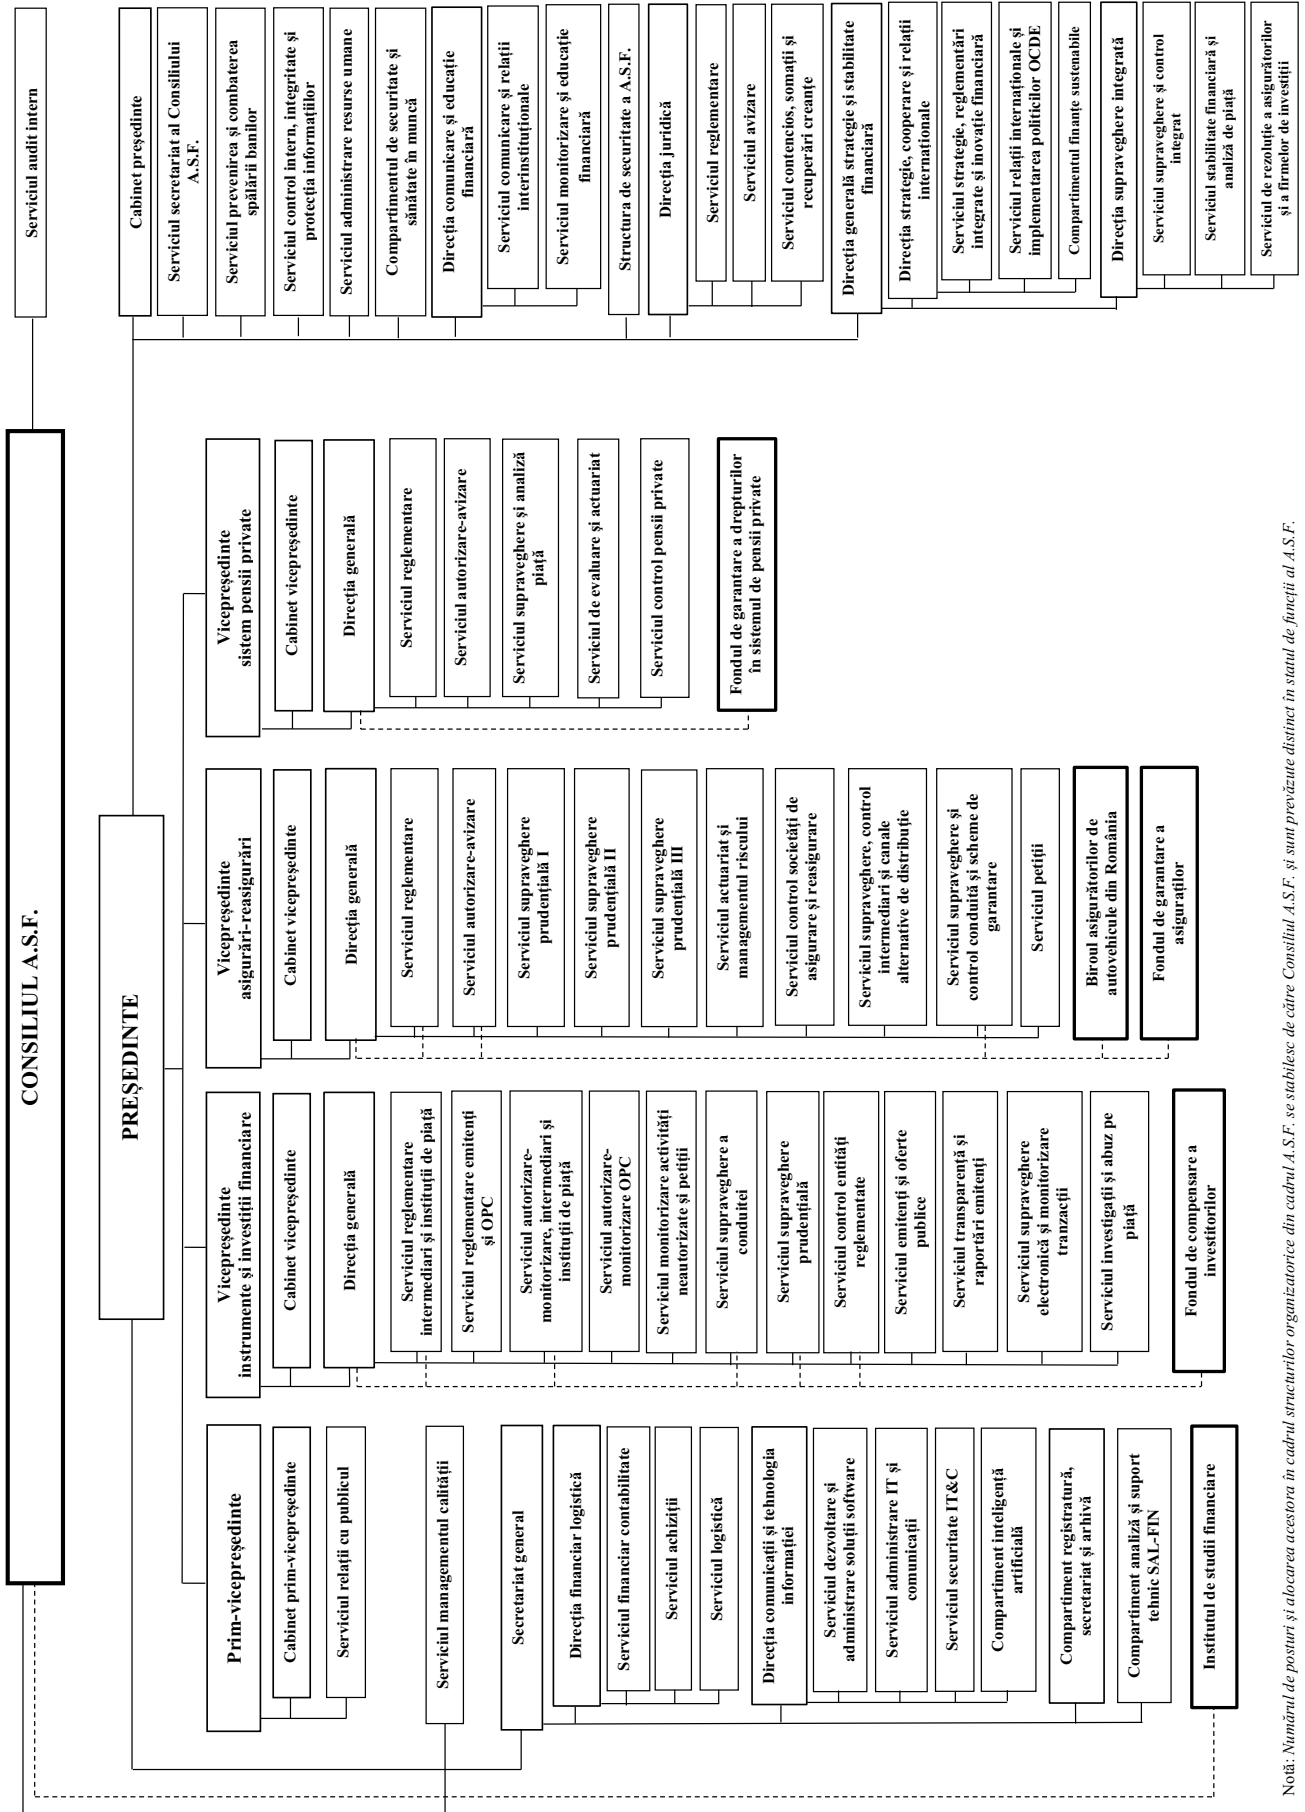 CONSILIUL A.S.F.
Serviciul audit intern
PREȘEDINTE
Prim-vicepreședinte
Cabinet prim-vicepreședinte
Serviciul relații cu publicul
Serviciul managementul calității
Secretariat general
Direcția financiar logistică
Serviciul financiar contabilitate
Serviciul achiziții
Serviciul logistică
Direcția comunicații și tehnologia
informației
Serviciul dezvoltare și
administrare soluții software
Serviciul administrare IT și
comunicații
Serviciul securitate IT&C
Compartiment inteligență
artificială
Compartiment registratură,
secretariat și arhivă
Compartiment analiză și suport
tehnic SAL-FIN
Institutul de studii financiare
Vicepreședinte
instrumente și investiții financiare
Cabinet vicepreședinte
Direcția generală
Serviciul reglementare
intermediari și instituții de piață
Serviciul reglementare emitenți
și OPC
Serviciul autorizare-
monitorizare, intermediari și
instituții de piață
Serviciul autorizare-
monitorizare OPC
Serviciul monitorizare activități
neautorizate și petiții
Serviciul supraveghere a
conduitei
Serviciul supraveghere
prudențială
Serviciul control entități
reglementate
Serviciul emitenți și oferte
publice
Serviciul transparență și
raportări emitenți
Serviciul supraveghere
electronică și monitorizare
tranzacții
Serviciul investigații și abuz pe
piață
Fondul de compensare a
investitorilor
Vicepreședinte
asigurări-reasigurări
Cabinet vicepreședinte
Direcția generală
Serviciul reglementare
Serviciul autorizare-avizare
Serviciul supraveghere
prudențială I
Serviciul supraveghere
prudențială II
Serviciul supraveghere
prudențială III
Serviciul actuariat și
managementul riscului
Serviciul control societăți de
asigurare și reasigurare
Serviciul supraveghere, control
intermediari și canale
alternative de distribuție
Serviciul supraveghere și
control conduită și scheme de
garantare
Serviciul petiții
Biroul asigurătorilor de
autovehicule din România
Fondul de garantare a
asiguraților
Vicepreședinte
sistem pensii private
Cabinet vicepreședinte
Direcția generală
Serviciul reglementare
Serviciul autorizare-avizare
Serviciul supraveghere și analiză
piață
Serviciul de evaluare și actuariat
Serviciul control pensii private
Fondul de garantare a drepturilor
în sistemul de pensii private
Cabinet președinte
Serviciul secretariat al Consiliului
A.S.F.
Serviciul prevenirea și combaterea
spălării banilor
Serviciul control intern, integritate și
protecția informațiilor
Serviciul administrare resurse umane
Compartimentul de securitate și
sănătate în muncă
Direcția comunicare și educație
financiară
Serviciul comunicare și relații
interinstituționale
Serviciul monitorizare și educație
financiară
Structura de securitate a A.S.F.
Direcția juridică
Serviciul reglementare
Serviciul avizare
Serviciul contencios, somații și
recuperări creanțe
Direcția generală strategie și stabilitate
financiară
Direcția strategie, cooperare și relații
internaționale
Serviciul strategie, reglementări
integrate și inovație financiară
Serviciul relații internaționale și
implementarea politicilor OCDE
Compartimentul finanțe sustenabile
Direcția supraveghere integrată
Serviciul supraveghere și control
integrat
Serviciul stabilitate financiară și
analiză de piață
Serviciul de rezoluție a asigurătorilor
și a firmelor de investiții
Notă: Numărul de posturi și alocarea acestora în cadrul structurilor organizatorice din cadrul A.S.F. se stabilesc de către Consiliul A.S.F. și sunt prevăzute distinct în statul de funcții al A.S.F.